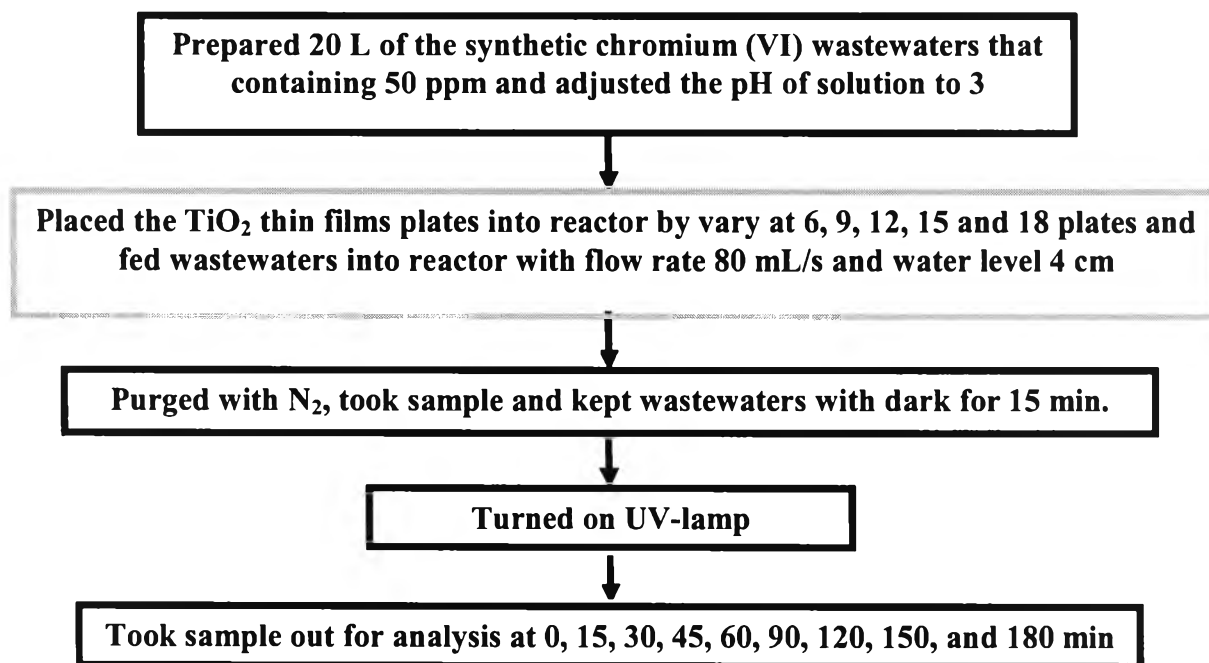 Prepared 20 L of the synthetic chromium (VI) wastewaters that
containing 50 ppm and adjusted the pH of solution to 3
Placed the TiO₂ thin films plates into reactor by vary at 6, 9, 12, 15 and 18 plates and
fed wastewaters into reactor with flow rate 80 mL/s and water level 4 cm
Purged with N₂, took sample and kept wastewaters with dark for 15 min.
Turned on UV-lamp
Took sample out for analysis at 0, 15, 30, 45, 60, 90, 120, 150, and 180 min